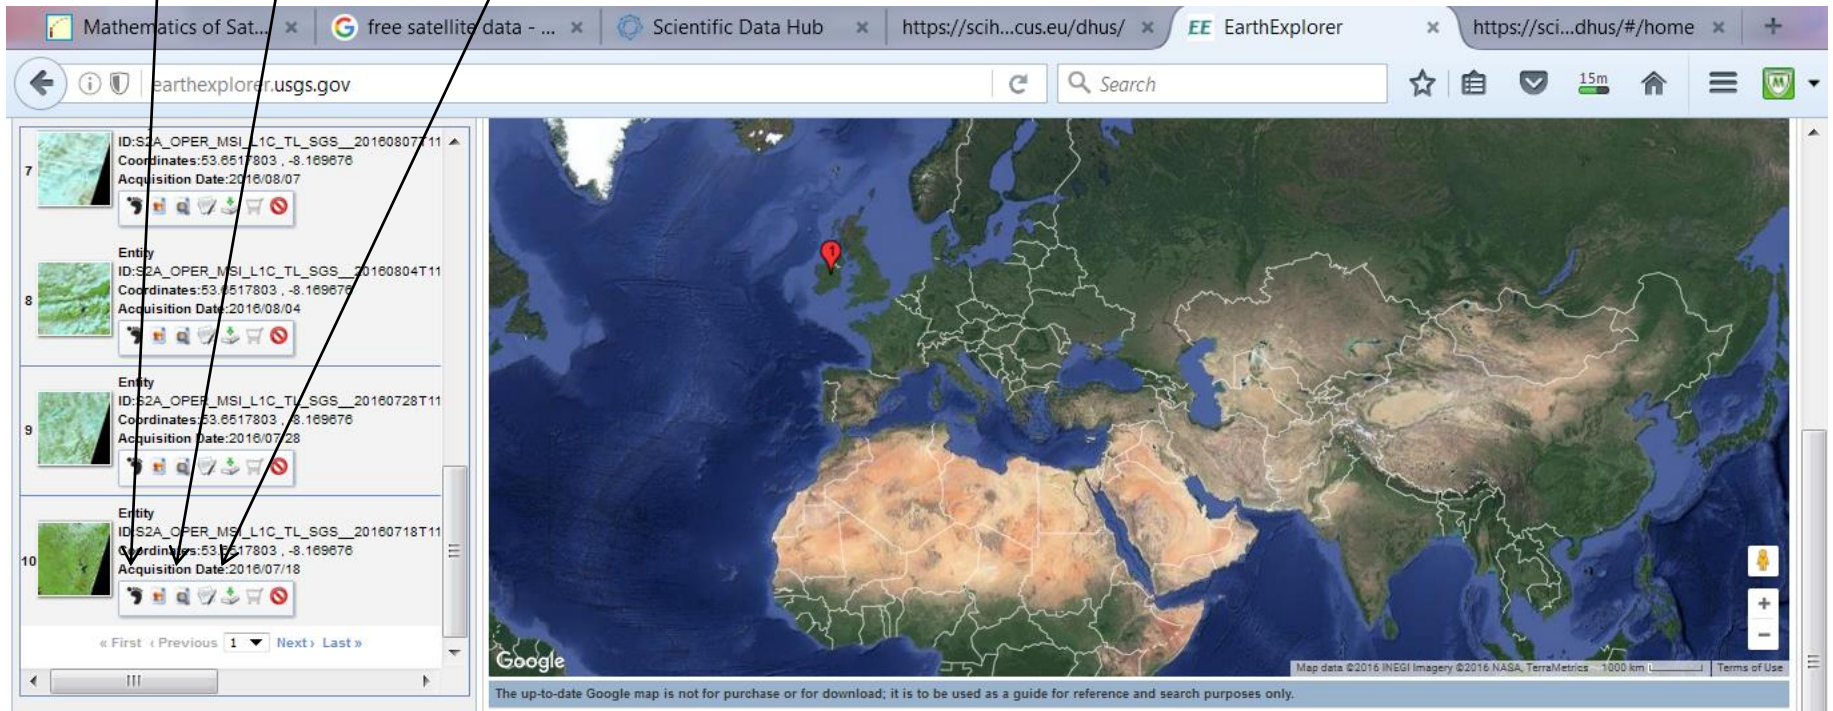 Mathematics of Sat...
free satellite data - ...
Scientific Data Hub
https://scih...cus.eu/dhus/
EE EarthExplorer
https://sci...dhus/#/home
earthexplorer.usgs.gov
Search
15m
7
ID:S2A_OPER_MSI_L1C_TL_SGS__20160807T11
Coordinates:53.6517803 , -8.169676
Acquisition Date:2016/08/07
8
Entity
ID:S2A_OPER_MSI_L1C_TL_SGS__20160804T11
Coordinates:53.6517803 , -8.169676
Acquisition Date:2016/08/04
9
Entity
ID:S2A_OPER_MSI_L1C_TL_SGS__20160728T11
Coordinates:53.6517803 , -8.169676
Acquisition Date:2016/07/28
10
Entity
ID:S2A_OPER_MSI_L1C_TL_SGS__20160718T11
Coordinates:53.6517803 , -8.169676
Acquisition Date:2016/07/18
« First ‹ Previous 1 Next › Last »
1
Google
Map data ©2016 INEGI Imagery ©2016 NASA, TerraMetrics 1000 km Terms of Use
The up-to-date Google map is not for purchase or for download; it is to be used as a guide for reference and search purposes only.